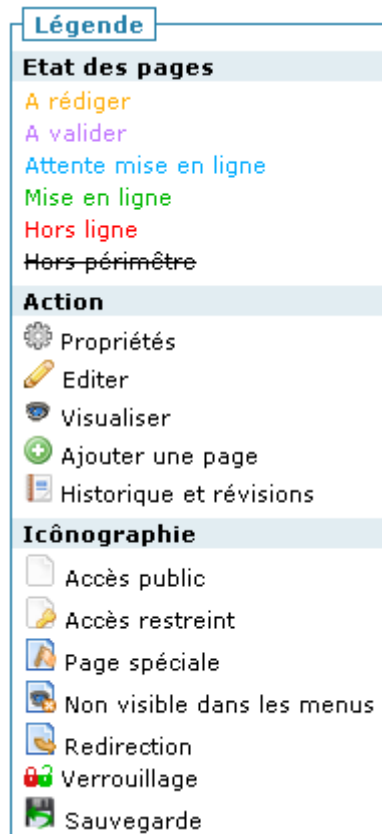 Légende
Etat des pages
A rédiger
A valider
Attente mise en ligne
Mise en ligne
Hors ligne
Hors périmêtre
Action
Propriétés
Editer
Visualiser
Ajouter une page
Historique et révisions
Icônographie
Accès public
Accès restreint
Page spéciale
Non visible dans les menus
Redirection
Verrouillage
Sauvegarde